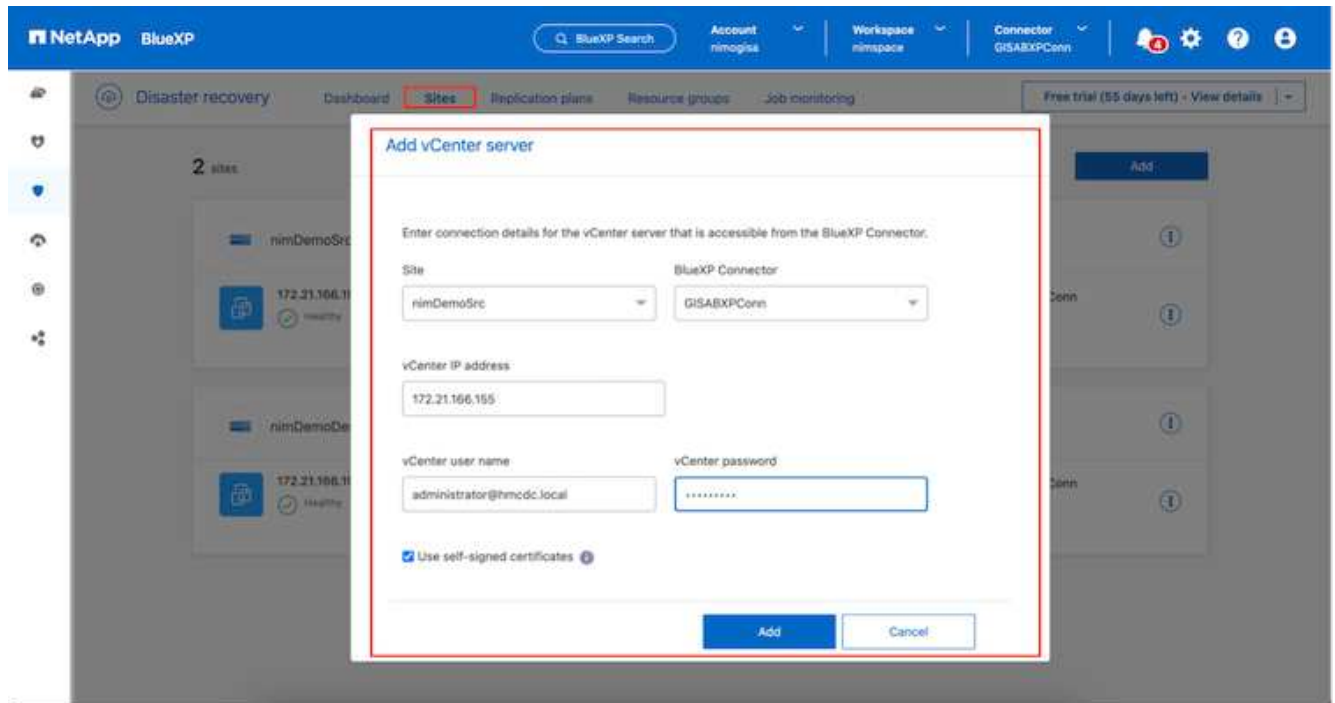 NetApp BlueXP
BlueXP Search
Account
nimogisa
Workspace
nimspace
Connector
GISABXPConn
4
Disaster recovery
Dashboard
Sites
Replication plans
Resource groups
Job monitoring
Free trial (55 days left) - View details
2 sites
Add
Add vCenter server
Enter connection details for the vCenter server that is accessible from the BlueXP Connector.
Site
BlueXP Connector
nimDemoSrc
GISABXPConn
vCenter IP address
172.21.166.155
vCenter user name
vCenter password
administrator@hmcdc.local
•••••••••
Use self-signed certificates
Add
Cancel
nimDemoSrc
172.21.166.1
Healthy
Conn
nimDemoDe
172.21.166.1
Healthy
Conn